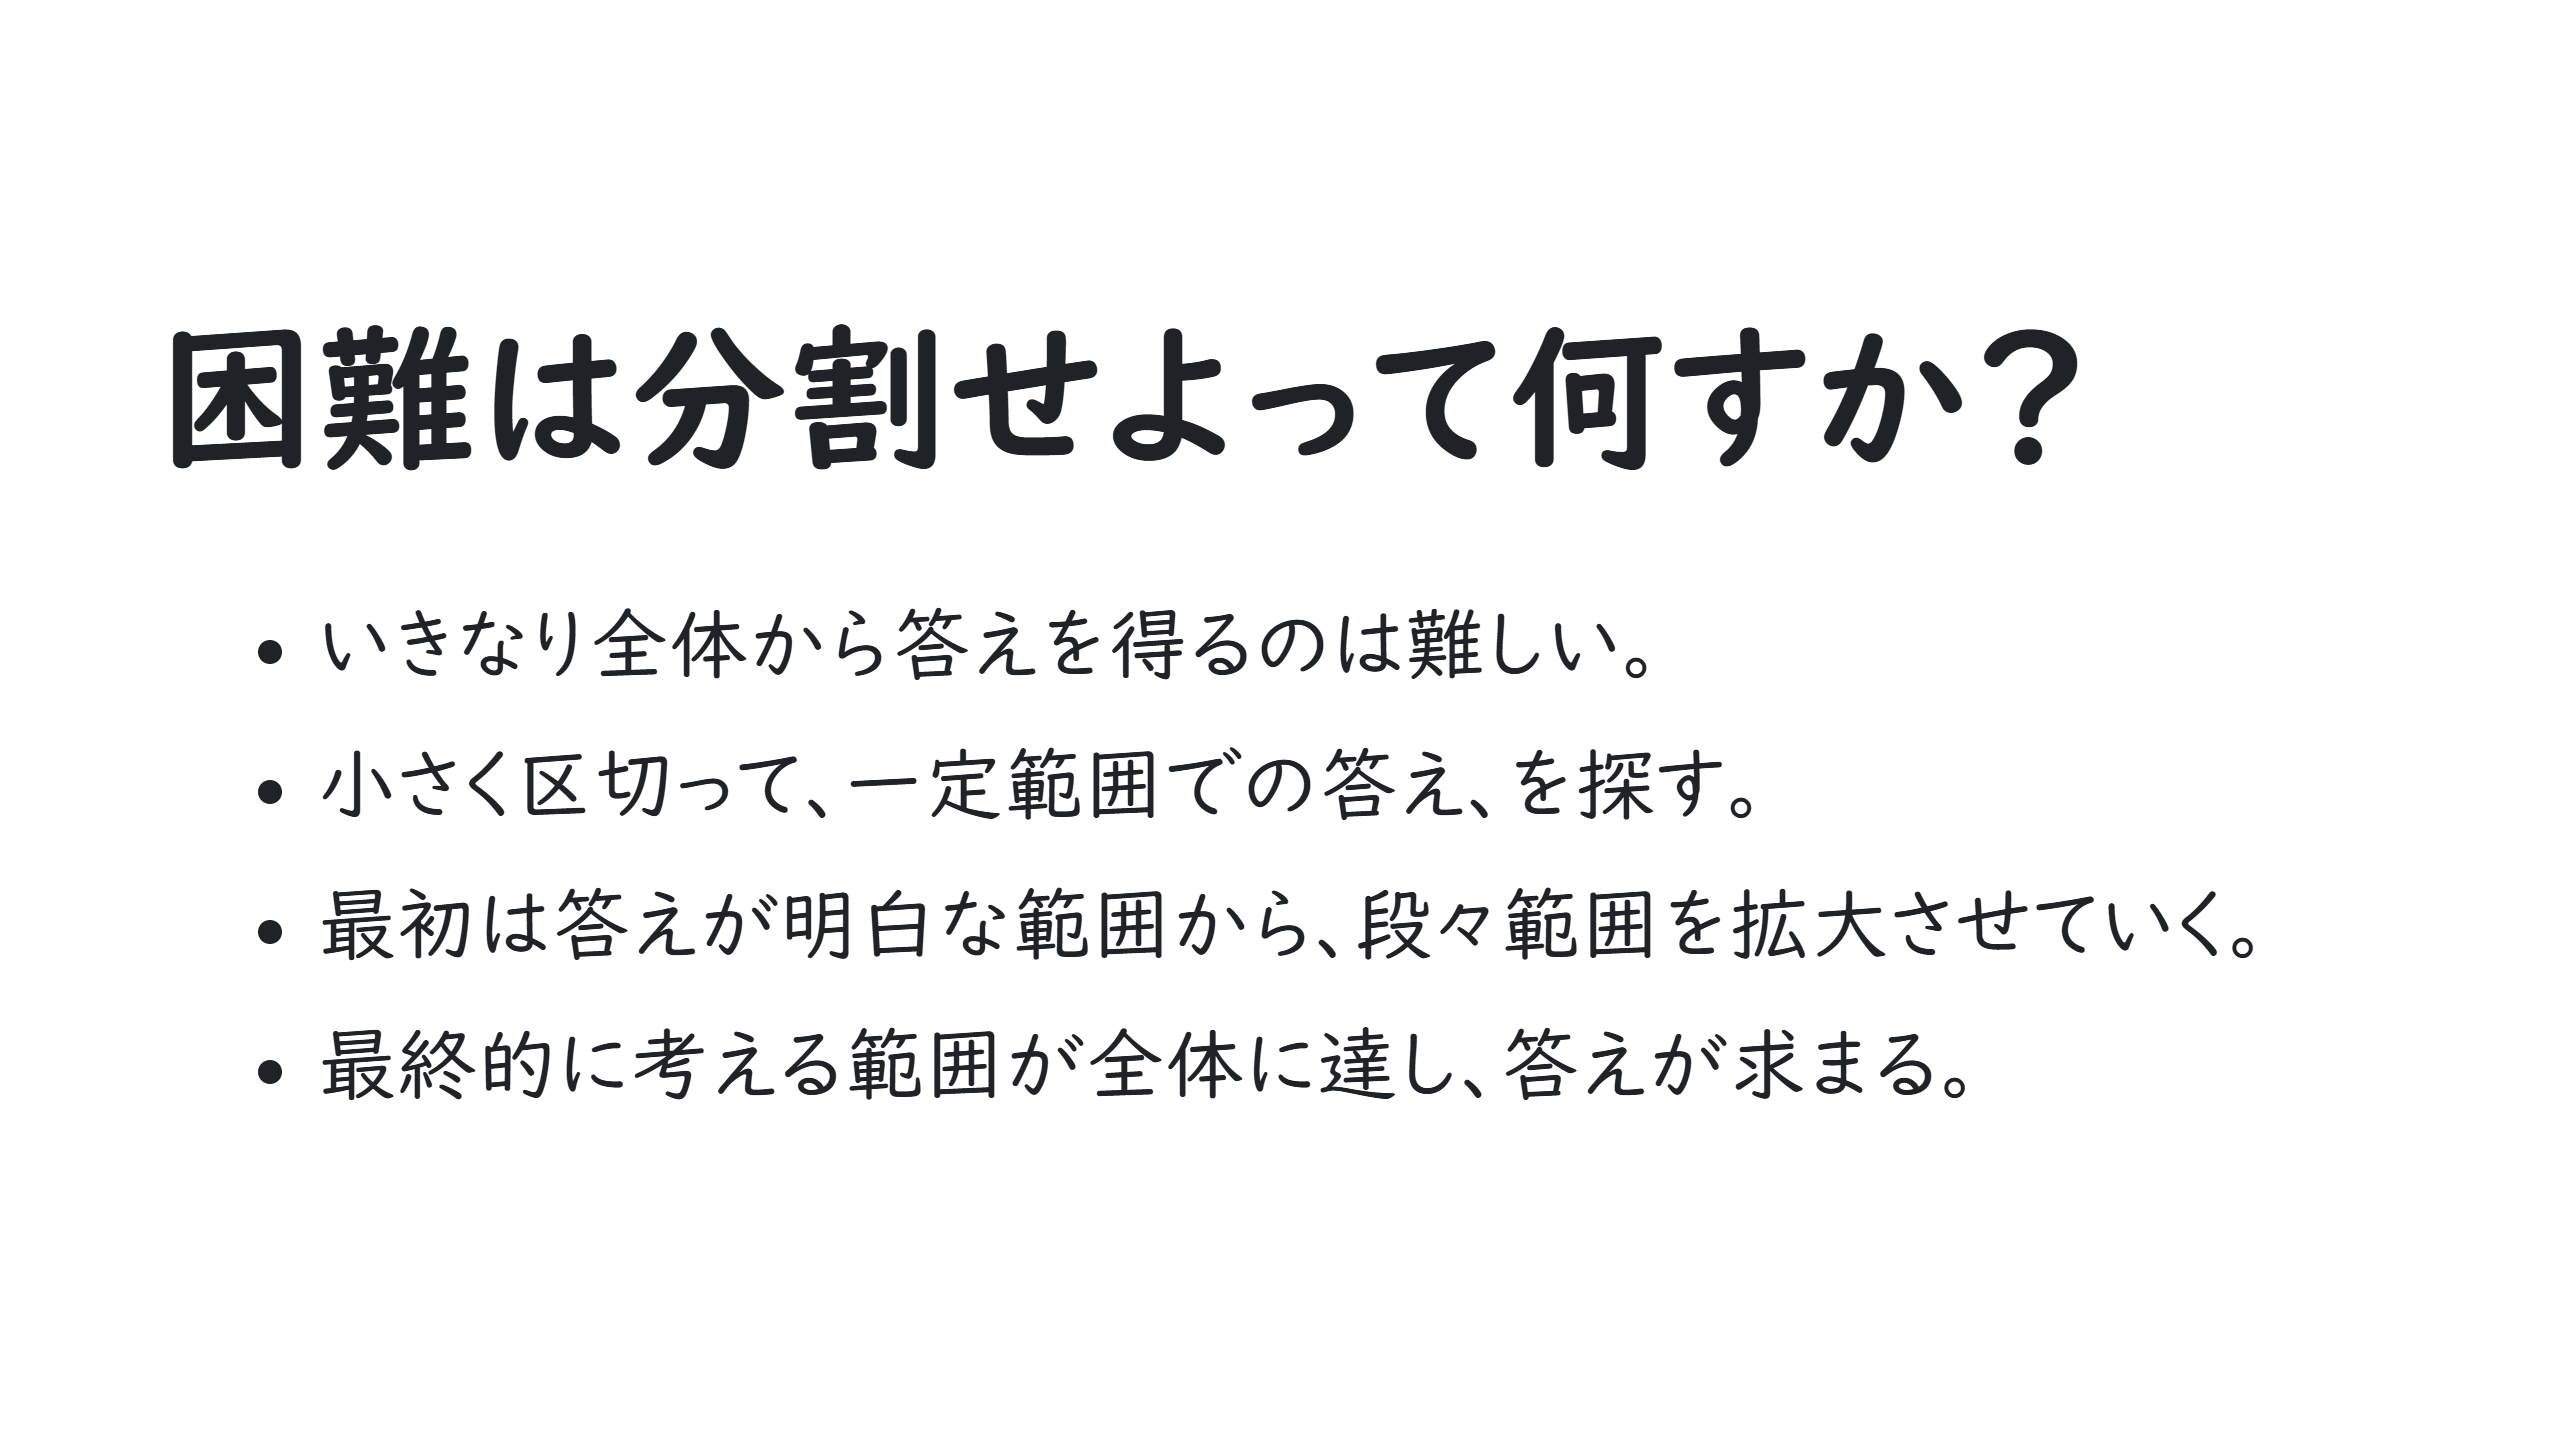 困難は分割せよって何すか？
• いきなり全体から答えを得るのは難しい。
• 小さく区切って、一定範囲での答え、を探す。
• 最初は答えが明白な範囲から、段々範囲を拡大させていく。
• 最終的に考える範囲が全体に達し、答えが求まる。